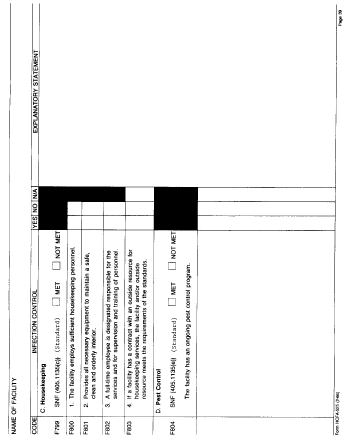 NAME OF FACILITY
CODE INFECTION CONTROL YES NO N/A EXPLANATORY STATEMENT
C. Housekeeping
F799 SNF (405.1135(c)) (Standard) ☐ MET ☐ NOT MET
F800 1. The facility employs sufficient housekeeping personnel.
F801 2. Provides all necessary equipment to maintain a safe,
clean and orderly interior.
F802 3. A full-time employee is designated responsible for the
services and for supervision and training of personnel.
F803 4. If a facility has a contract with an outside resource for
housekeeping services, the facility and/or outside
resource meets the requirements of the standards.
D. Pest Control
F804 SNF (405.1135(d)) (Standard) ☐ MET ☐ NOT MET
The facility has an ongoing pest control program.
Form HCFA-525 (2-86)
Page 29